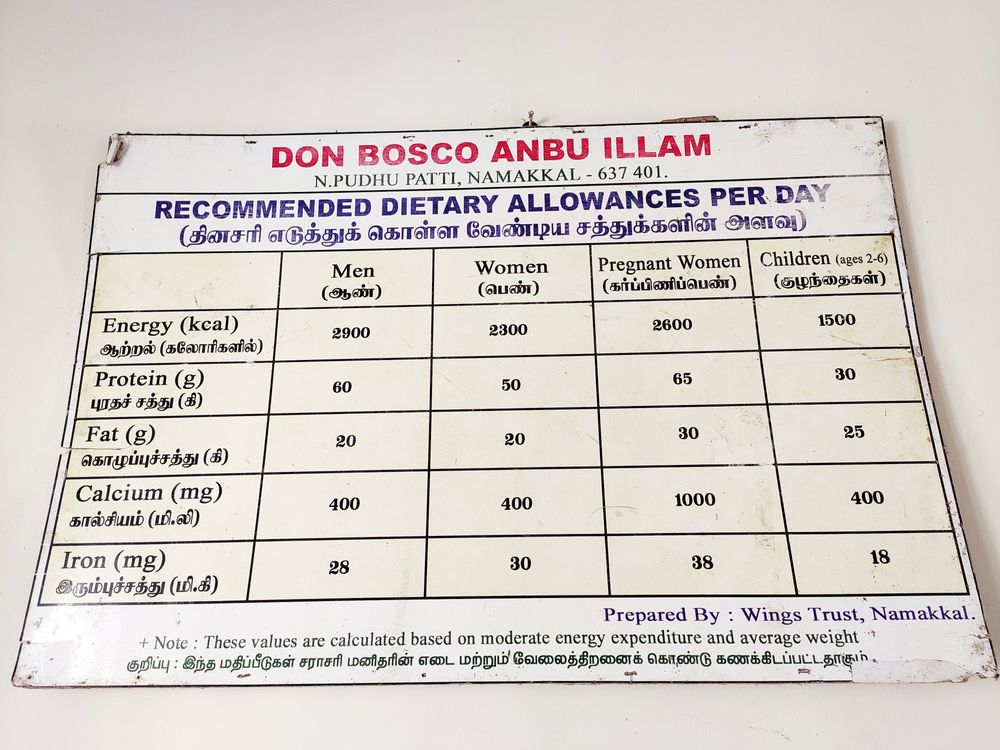 DON BOSCO ANBU ILLAM
N.PUDHU PATTI, NAMAKKAL - 637 401.
RECOMMENDED DIETARY ALLOWANCES PER DAY
(தினசரி எடுத்துக் கொள்ள வேண்டிய சத்துக்களின் அளவு)
Men Women Pregnant Women Children (ages 2-6)
(ஆண்) (பெண்) (கர்ப்பிணிப்பெண்) (குழந்தைகள்)
Energy (kcal) 2900 2300 2600 1500
ஆற்றல் (கலோரிகளில்)
Protein (g) 60 50 65 30
புரதச் சத்து (கி)
Fat (g) 20 20 30 25
கொழுப்புச்சத்து (கி)
Calcium (mg) 400 400 1000 400
கால்சியம் (மி.லி)
Iron (mg) 28 30 38 18
இரும்புச்சத்து (மி.கி)
Prepared By : Wings Trust, Namakkal.
+ Note : These values are calculated based on moderate energy expenditure and average weight
குறிப்பு : இந்த மதிப்பீடுகள் சராசரி மனிதரின் எடை மற்றும் வேலைத்திறனைக் கொண்டு கணக்கிடப்பட்டதாகும்